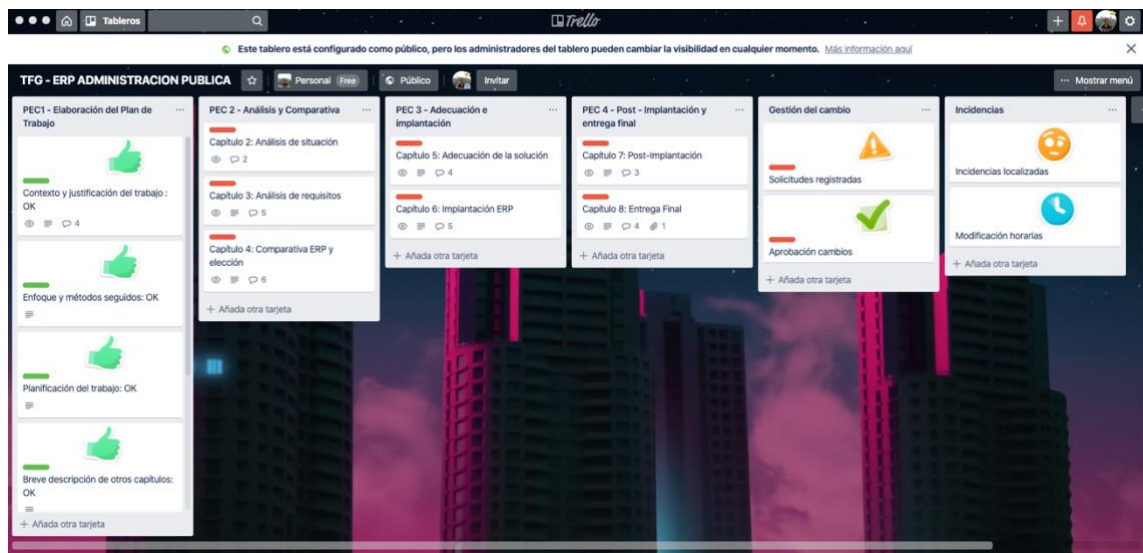 Tableros
Trello
Este tablero está configurado como público, pero los administradores del tablero pueden cambiar la visibilidad en cualquier momento. Más información aquí
TFG - ERP ADMINISTRACION PUBLICA
Personal Free
Público
Invitar
Mostrar menú
PEC1 - Elaboración del Plan de
Trabajo
Contexto y justificación del trabajo :
OK
4
Enfoque y métodos seguidos: OK
Planificación del trabajo: OK
Breve descripción de otros capítulos:
OK
+ Añada otra tarjeta
PEC 2 - Análisis y Comparativa
Capítulo 2: Análisis de situación
2
Capítulo 3: Análisis de requisitos
5
Capítulo 4: Comparativa ERP y
elección
6
+ Añada otra tarjeta
PEC 3 - Adecuación e
implantación
Capítulo 5: Adecuación de la solución
4
Capítulo 6: Implantación ERP
5
+ Añada otra tarjeta
PEC 4 - Post - Implantación y
entrega final
Capítulo 7: Post-Implantación
3
Capítulo 8: Entrega Final
4 1
+ Añada otra tarjeta
Gestión del cambio
Solicitudes registradas
Aprobación cambios
+ Añada otra tarjeta
Incidencias
Incidencias localizadas
Modificación horarias
+ Añada otra tarjeta